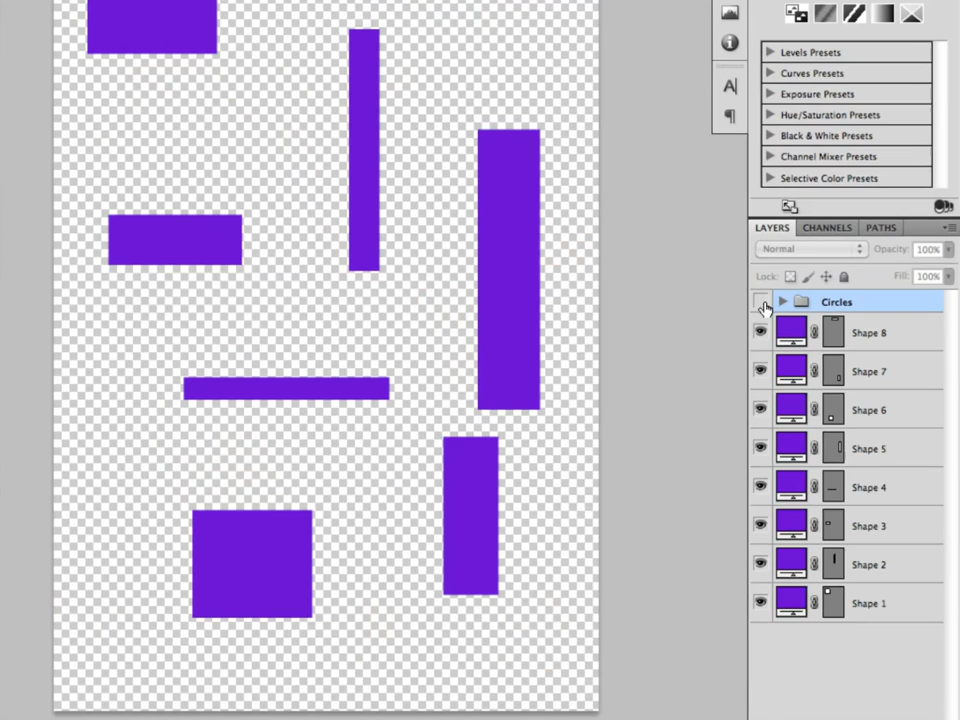 A|
¶
Levels Presets
Curves Presets
Exposure Presets
Hue/Saturation Presets
Black & White Presets
Channel Mixer Presets
Selective Color Presets
LAYERS CHANNELS PATHS
Normal Opacity: 100%
Lock: Fill: 100%
Circles
Shape 8
Shape 7
Shape 6
Shape 5
Shape 4
Shape 3
Shape 2
Shape 1